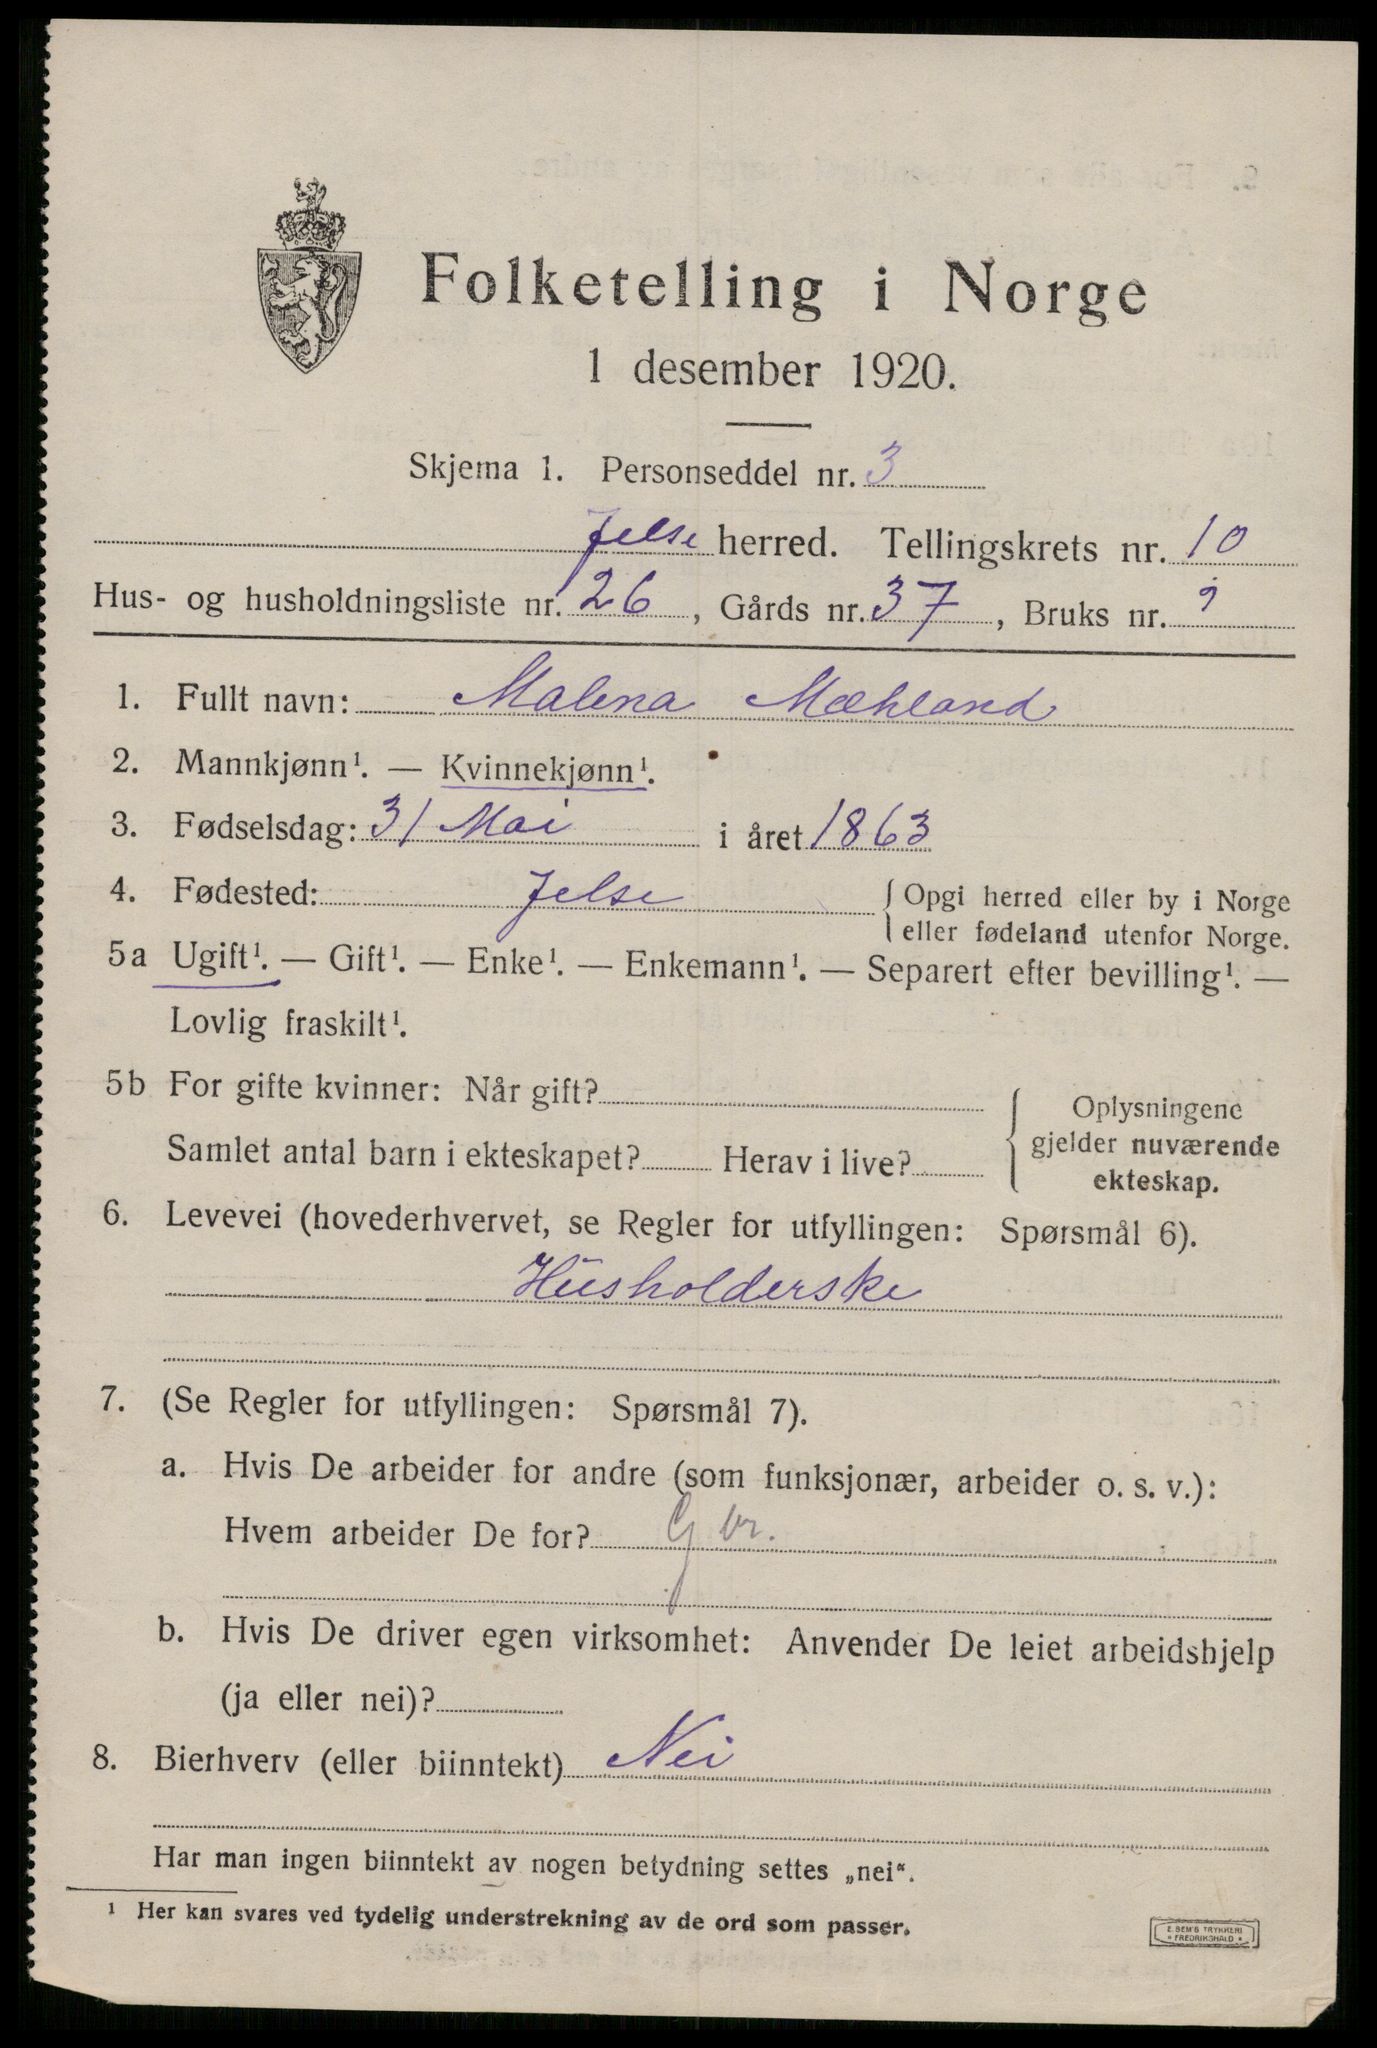 Folketelling i Norge
1 desember 1920.
Skjema 1. Personseddel nr. 3
Jelse herred. Tellingskrets nr. 10
Hus- og husholdningsliste nr. 26, Gårds nr. 37, Bruks nr.
1. Fullt navn: Malena Mæhland
2. Mannkjønn¹. — Kvinnekjønn¹.
3. Fødselsdag: 31 Mai i året 1863
4. Fødested: Jelse { Opgi herred eller by i Norge
eller fødeland utenfor Norge.
5a Ugift¹. — Gift¹. — Enke¹. — Enkemann¹. — Separert efter bevilling¹. —
Lovlig fraskilt¹.
5b For gifte kvinner: Når gift?
Samlet antal barn i ekteskapet? Herav i live?
Oplysningene
gjelder nuværende
ekteskap.
6. Levevei (hovederhvervet, se Regler for utfyllingen: Spørsmål 6).
Husholderske
7. (Se Regler for utfyllingen: Spørsmål 7).
a. Hvis De arbeider for andre (som funksjonær, arbeider o. s. v.):
Hvem arbeider De for? G br.
b. Hvis De driver egen virksomhet: Anvender De leiet arbeidshjelp
(ja eller nei)?
8. Bierhverv (eller biinntekt) Nei
Har man ingen biinntekt av nogen betydning settes „nei“.
¹ Her kan svares ved tydelig understrekning av de ord som passer.
E. SEM'S TRYKKERI
* FREDRIKSHALD *